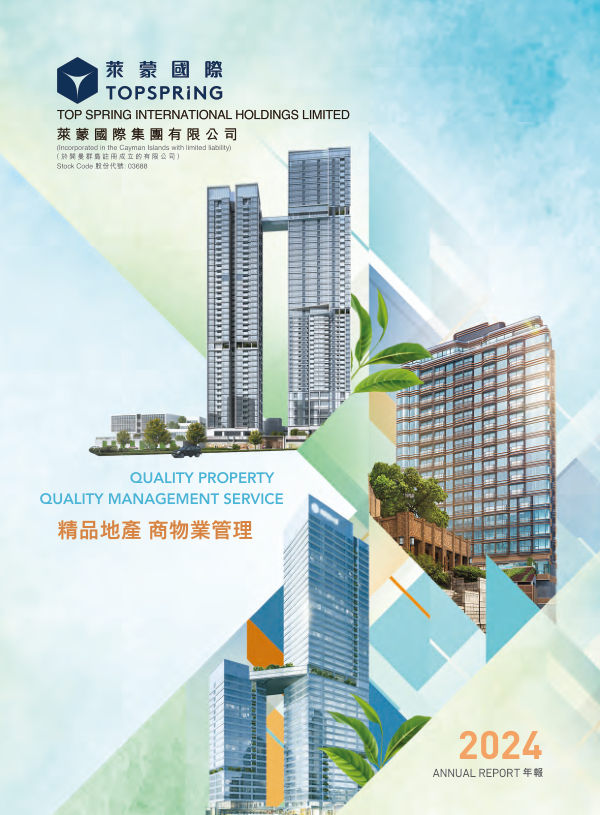 萊蒙國際
TOPSPRiNG
TOP SPRING INTERNATIONAL HOLDINGS LIMITED
萊蒙國際集團有限公司
(Incorporated in the Cayman Islands with limited liability)
(於開曼群島註冊成立的有限公司)
Stock Code 股份代號: 03688
QUALITY PROPERTY
QUALITY MANAGEMENT SERVICE
精品地產 商物業管理
2024
ANNUAL REPORT 年報